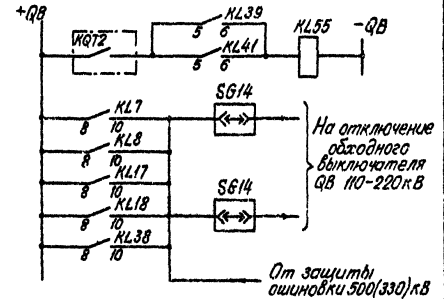 +QB
KQT2
KL39
5 6
KL41
5 6
KL55
-QB
KL7
8 10
KL8
8 10
KL17
8 10
KL18
8 10
KL38
8 10
SG14
SG14
На отключение
обходного
выключателя
QB 110-220кВ
От защиты
ошиновки 500(330)кВ